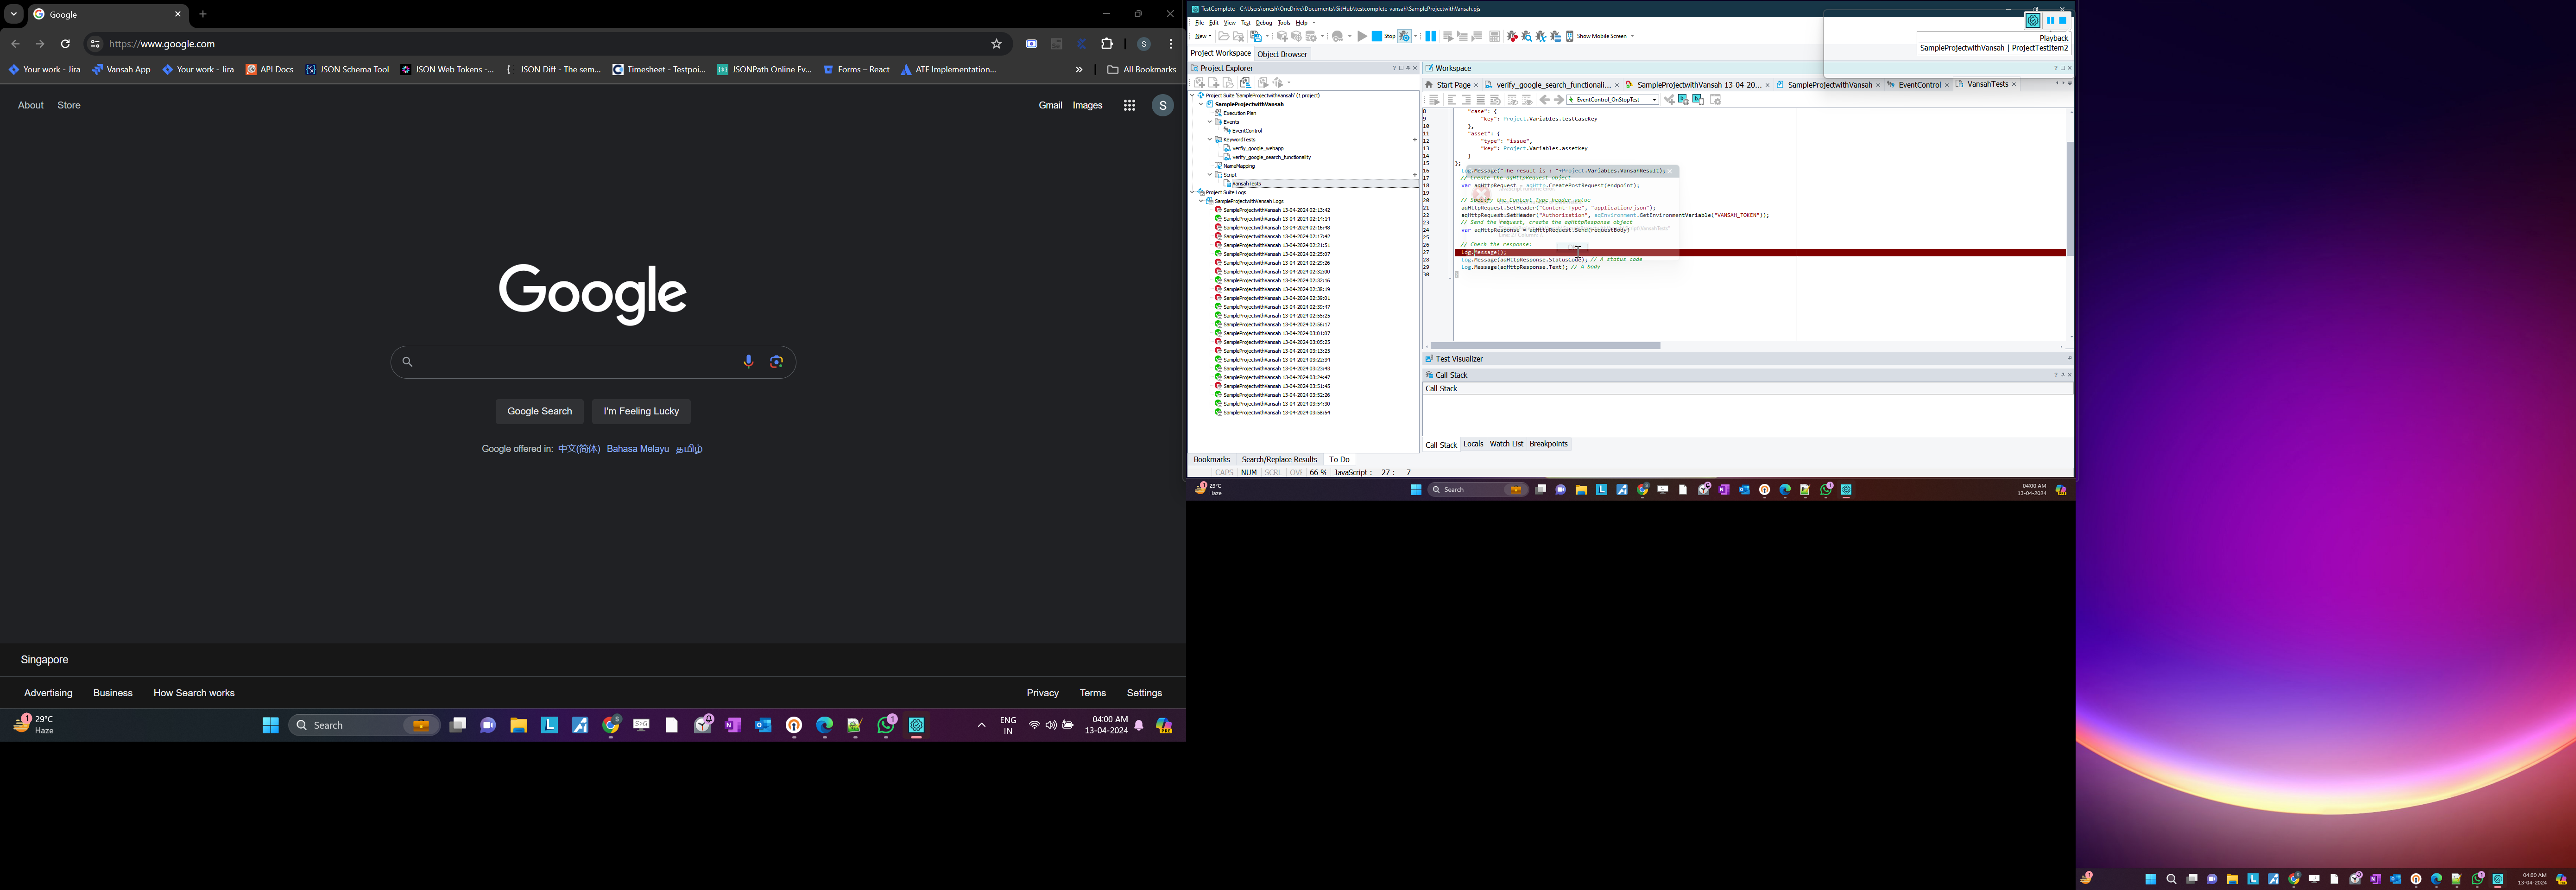 Google
https://www.google.com
Your work - Jira
Vansah App
Your work - Jira
API Docs
JSON Schema Tool
JSON Web Tokens -...
JSON Diff - The sem...
Timesheet - Testpoi...
JSONPath Online Ev...
Forms – React
ATF Implementation...
»
All Bookmarks
About Store
Gmail Images
S
Google
Google Search
I'm Feeling Lucky
Google offered in: 中文(简体) Bahasa Melayu தமிழ்
Singapore
Advertising Business How Search works
Privacy Terms Settings
29°C
Haze
Search
ENG
IN
04:00 AM
13-04-2024
TestComplete - C:\Users\onesh\OneDrive\Documents\GitHub\testcomplete-vansah\SampleProjectwithVansah.pjs
File Edit View Test Debug Tools Help
New
Stop
Show Mobile Screen
Playback
SampleProjectwithVansah | ProjectTestItem2
Project Workspace Object Browser
Project Explorer
Project Suite 'SampleProjectwithVansah' (1 project)
SampleProjectwithVansah
Execution Plan
Events
EventControl
KeywordTests
verfiy_google_webapp
verify_google_search_functionality
NameMapping
Script
VansahTests
Project Suite Logs
SampleProjectwithVansah Logs
SampleProjectwithVansah 13-04-2024 02:13:42
SampleProjectwithVansah 13-04-2024 02:14:14
SampleProjectwithVansah 13-04-2024 02:16:48
SampleProjectwithVansah 13-04-2024 02:17:42
SampleProjectwithVansah 13-04-2024 02:21:51
SampleProjectwithVansah 13-04-2024 02:25:07
SampleProjectwithVansah 13-04-2024 02:29:26
SampleProjectwithVansah 13-04-2024 02:32:00
SampleProjectwithVansah 13-04-2024 02:32:16
SampleProjectwithVansah 13-04-2024 02:38:19
SampleProjectwithVansah 13-04-2024 02:39:01
SampleProjectwithVansah 13-04-2024 02:39:47
SampleProjectwithVansah 13-04-2024 02:55:25
SampleProjectwithVansah 13-04-2024 02:56:17
SampleProjectwithVansah 13-04-2024 03:01:07
SampleProjectwithVansah 13-04-2024 03:05:25
SampleProjectwithVansah 13-04-2024 03:13:25
SampleProjectwithVansah 13-04-2024 03:22:34
SampleProjectwithVansah 13-04-2024 03:23:43
SampleProjectwithVansah 13-04-2024 03:24:47
SampleProjectwithVansah 13-04-2024 03:51:45
SampleProjectwithVansah 13-04-2024 03:52:26
SampleProjectwithVansah 13-04-2024 03:54:30
SampleProjectwithVansah 13-04-2024 03:58:54
Workspace
Start Page
verify_google_search_functionali...
SampleProjectwithVansah 13-04-20...
SampleProjectwithVansah
EventControl
VansahTests
EventControl_OnStopTest
8 "case": {
9 "key": Project.Variables.testCaseKey
10 },
11 "asset": {
12 "type": "issue",
13 "key": Project.Variables.assetkey
14 }
15 };
16 Log.Message("The result is : "+Project.Variables.VansahResult);
17 // Create the aqHttpRequest object
18 var aqHttpRequest = aqHttp.CreatePostRequest(endpoint);
19
20 // Specify the Content-Type header value
21 aqHttpRequest.SetHeader("Content-Type", "application/json");
22 aqHttpRequest.SetHeader("Authorization", aqEnvironment.GetEnvironmentVariable("VANSAH_TOKEN"));
23 // Send the request, create the aqHttpResponse object
24 var aqHttpResponse = aqHttpRequest.Send(requestBody)
25
26 // Check the response:
27 Log.Message();
28 Log.Message(aqHttpResponse.StatusCode); // A status code
29 Log.Message(aqHttpResponse.Text); // A body
30 }
Test Visualizer
Call Stack
Call Stack
Call Stack Locals Watch List Breakpoints
Bookmarks Search/Replace Results To Do
CAPS NUM SCRL OVI 66 % JavaScript : 27 : 7
29°C
Haze
Search
04:00 AM
13-04-2024
04:00 AM
13-04-2024